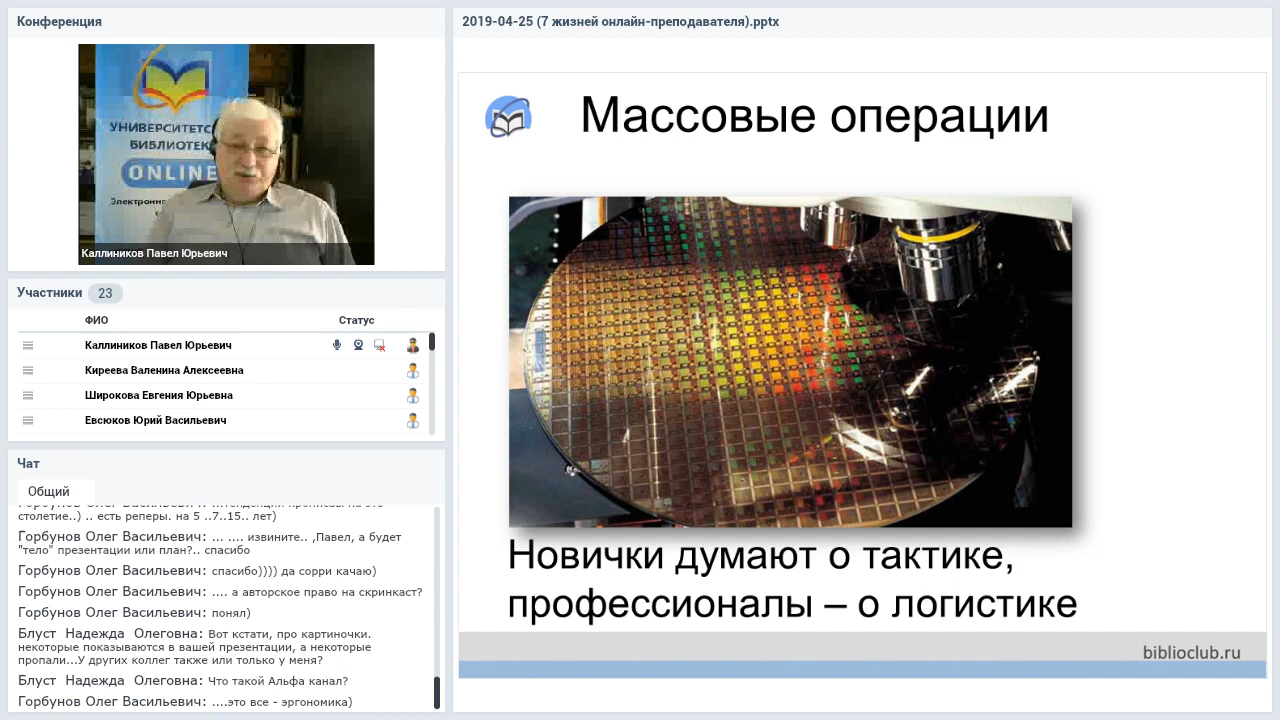 Конференция
УНИВЕРСИТЕТС
БИБЛИОТЕК
ONLINE
Каллиников Павел Юрьевич
Участники 23
ФИО Статус
Каллиников Павел Юрьевич
Киреева Валенина Алексеевна
Широкова Евгения Юрьевна
Евсюков Юрий Васильевич
Чат
Общий
столетие..) .. есть реперы. на 5 ..7..15.. лет)
Горбунов Олег Васильевич: ... .... извините.. ,Павел, а будет
"тело" презентации или план?.. спасибо
Горбунов Олег Васильевич: спасибо)))) да сорри качаю)
Горбунов Олег Васильевич: .... а авторское право на скринкаст?
Горбунов Олег Васильевич: понял)
Блуст Надежда Олеговна: Вот кстати, про картиночки.
некоторые показываются в вашей презентации, а некоторые
пропали...У других коллег также или только у меня?
Блуст Надежда Олеговна: Что такой Альфа канал?
Горбунов Олег Васильевич: ....это все - эргономика)
2019-04-25 (7 жизней онлайн-преподавателя).pptx
Массовые операции
Новички думают о тактике,
профессионалы – о логистике
biblioclub.ru